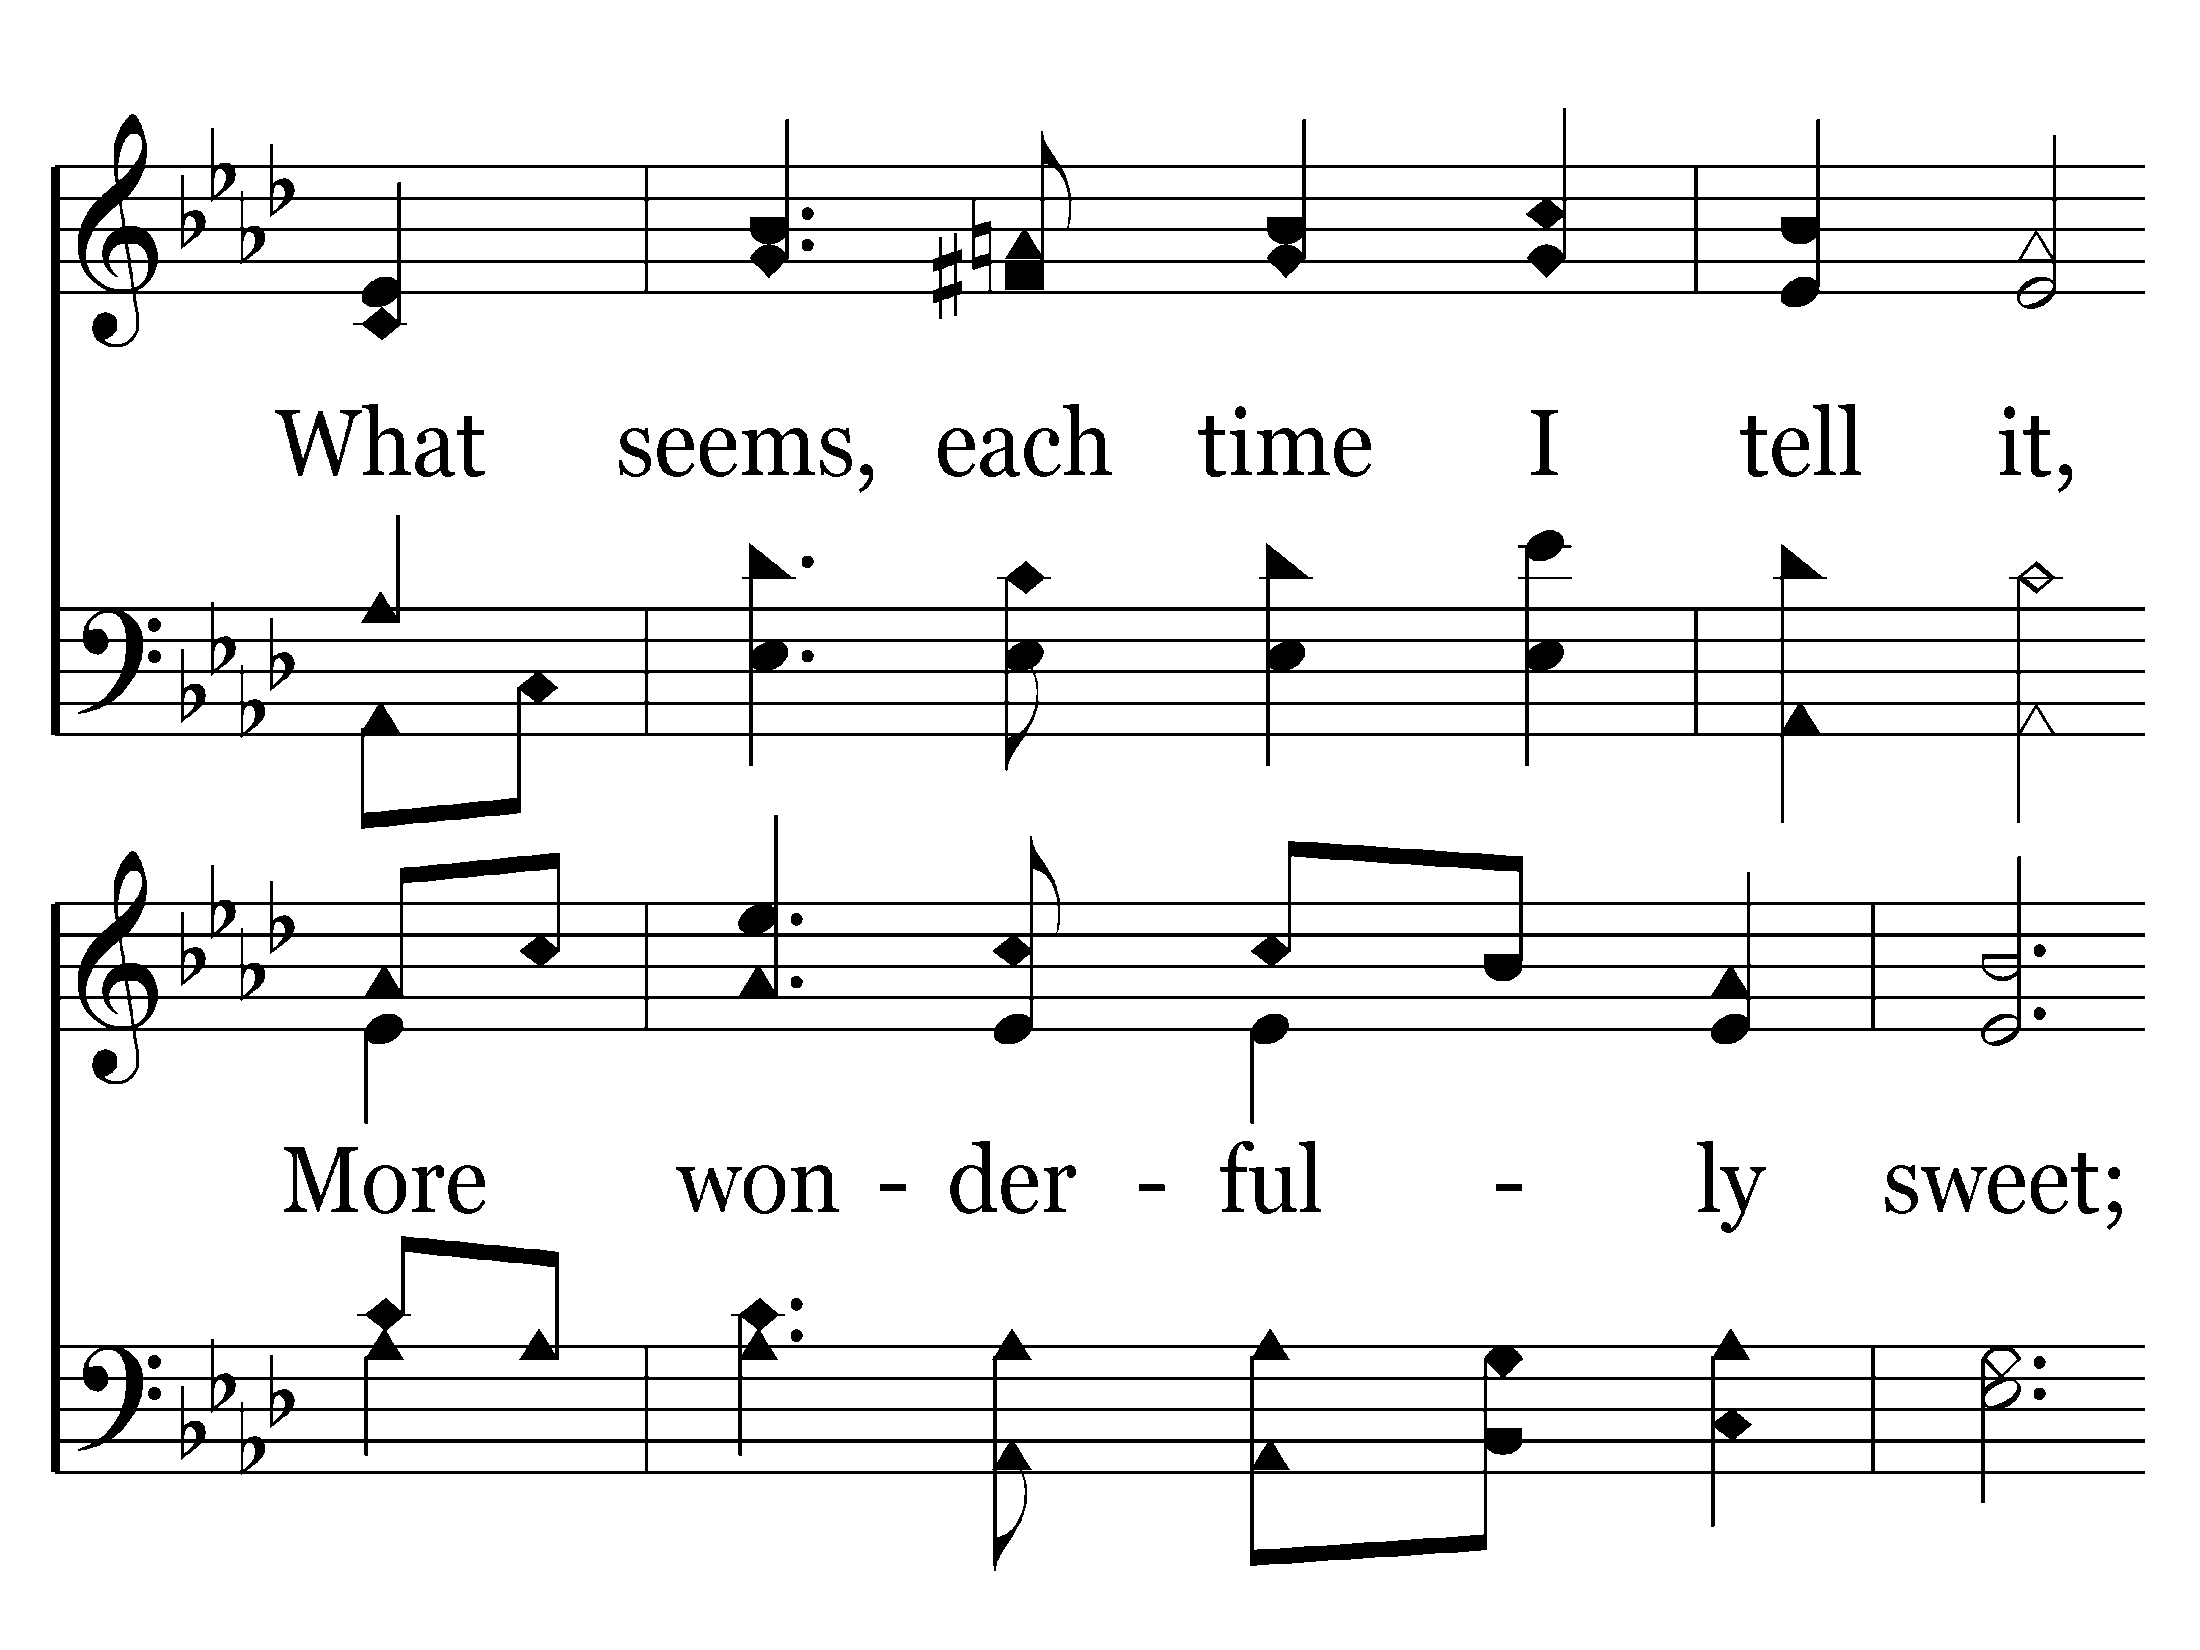 What seems, each time I tell it,
More won - der - ful - ly sweet;